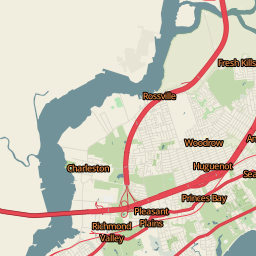 Fresh Kills
Rossville
Woodrow
Huguenot
Charleston
Princes Bay
Pleasant
Plains
Richmond
Valley